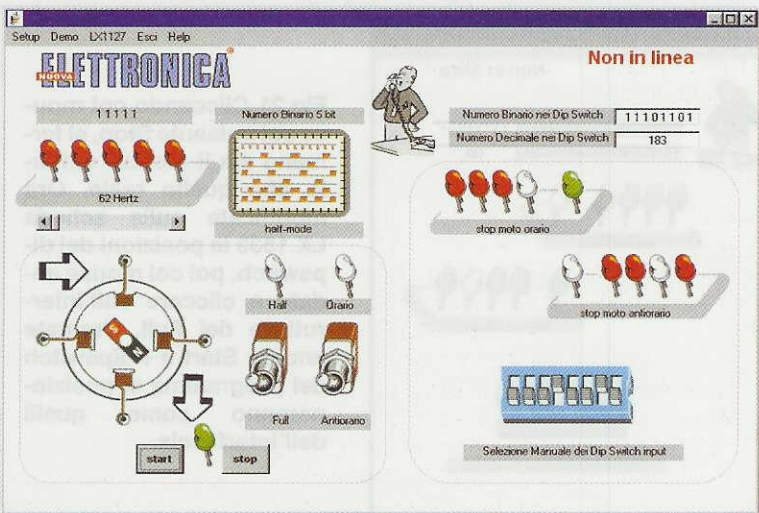 Setup Demo LX1127 Esci Help
NUOVA
ELETTRONICA®
Non in linea
11111
Numero Binario 5 bit
Numero Binario nei Dip Switch 11101101
Numero Decimale nei Dip Switch 183
62 Hertz
half-mode
stop moto orario
Half Orario
stop moto antiorario
S N
Full Antiorario
start stop
Selezione Manuale dei Dip Switch input